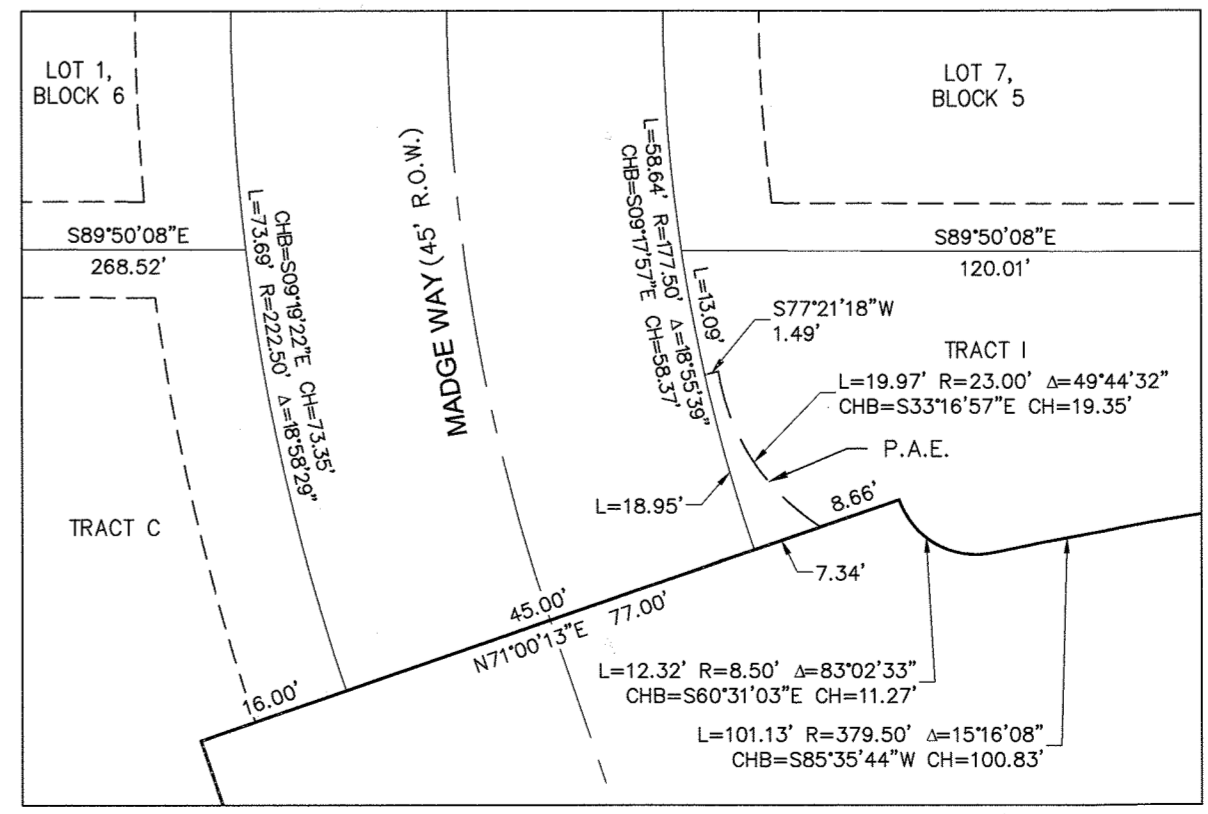 LOT 1,
BLOCK 6
LOT 7,
BLOCK 5
S89°50'08"E
268.52'
L=73.69' R=222.50' Δ=18°58'29"
CHB=S09°19'22"E CH=73.35'
MADGE WAY (45' R.O.W.)
L=58.64' R=177.50' Δ=18°55'39"
CHB=S09°17'57"E CH=58.37'
L=13.09'
S89°50'08"E
120.01'
S77°21'18"W
1.49'
TRACT I
L=19.97' R=23.00' Δ=49°44'32"
CHB=S33°16'57"E CH=19.35'
P.A.E.
L=18.95'
8.66'
7.34'
TRACT C
45.00'
77.00'
N71°00'13"E
16.00'
L=12.32' R=8.50' Δ=83°02'33"
CHB=S60°31'03"E CH=11.27'
L=101.13' R=379.50' Δ=15°16'08"
CHB=S85°35'44"W CH=100.83'